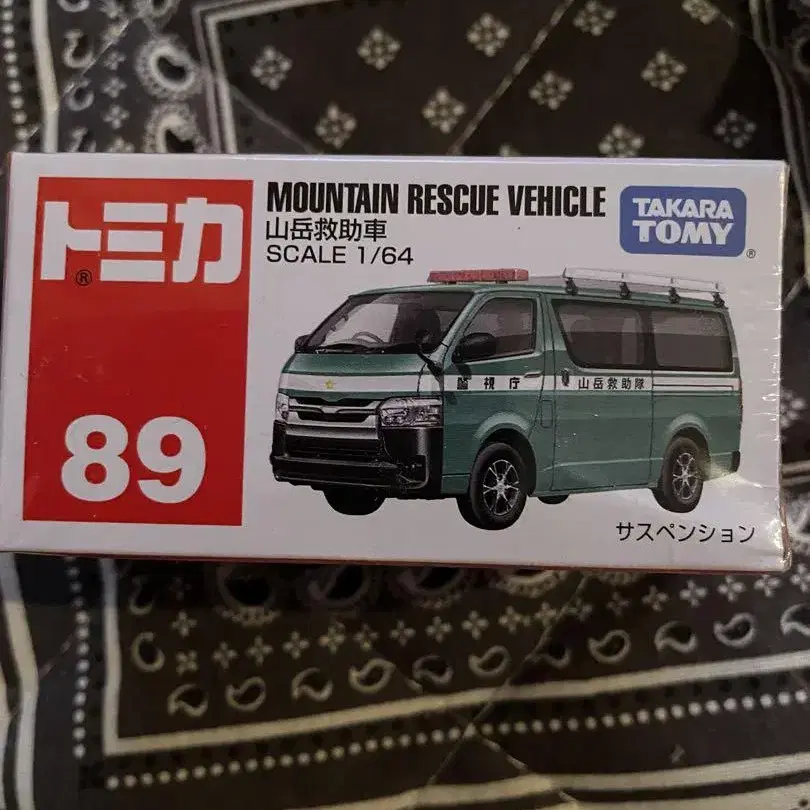 トミカ
®
89
MOUNTAIN RESCUE VEHICLE
山岳救助車
SCALE 1/64
TAKARA
TOMY
®
警視庁
山岳救助隊
サスペンション